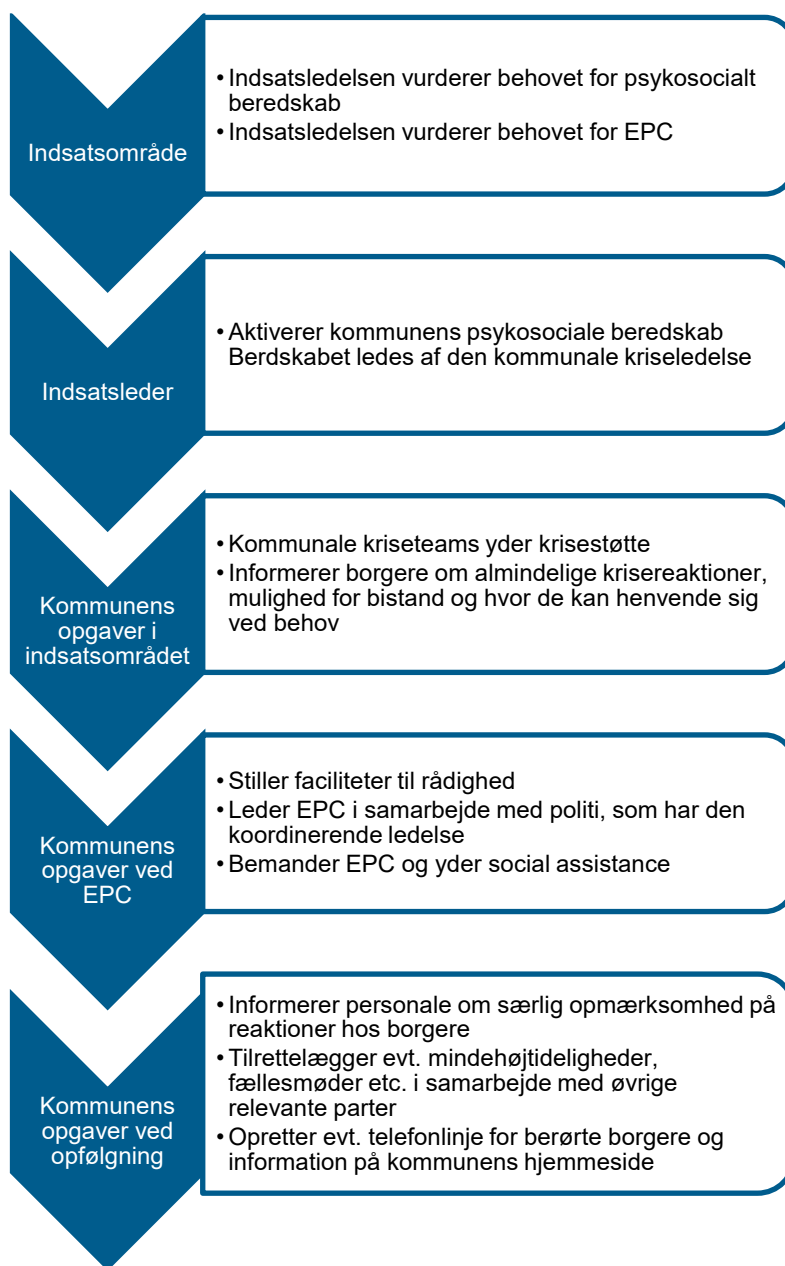 Indsatsområde
• Indsatsledelsen vurderer behovet for psykosocialt
beredskab
• Indsatsledelsen vurderer behovet for EPC
Indsatsleder
• Aktiverer kommunens psykosociale beredskab
Berdskabet ledes af den kommunale kriseledelse
Kommunens
opgaver i
indsatsområdet
• Kommunale kriseteams yder krisestøtte
• Informerer borgere om almindelige krisereaktioner,
mulighed for bistand og hvor de kan henvende sig
ved behov
Kommunens
opgaver ved
EPC
• Stiller faciliteter til rådighed
• Leder EPC i samarbejde med politi, som har den
koordinerende ledelse
• Bemander EPC og yder social assistance
Kommunens
opgaver ved
opfølgning
• Informerer personale om særlig opmærksomhed på
reaktioner hos borgere
• Tilrettelægger evt. mindehøjtideligheder,
fællesmøder etc. i samarbejde med øvrige
relevante parter
• Opretter evt. telefonlinje for berørte borgere og
information på kommunens hjemmeside